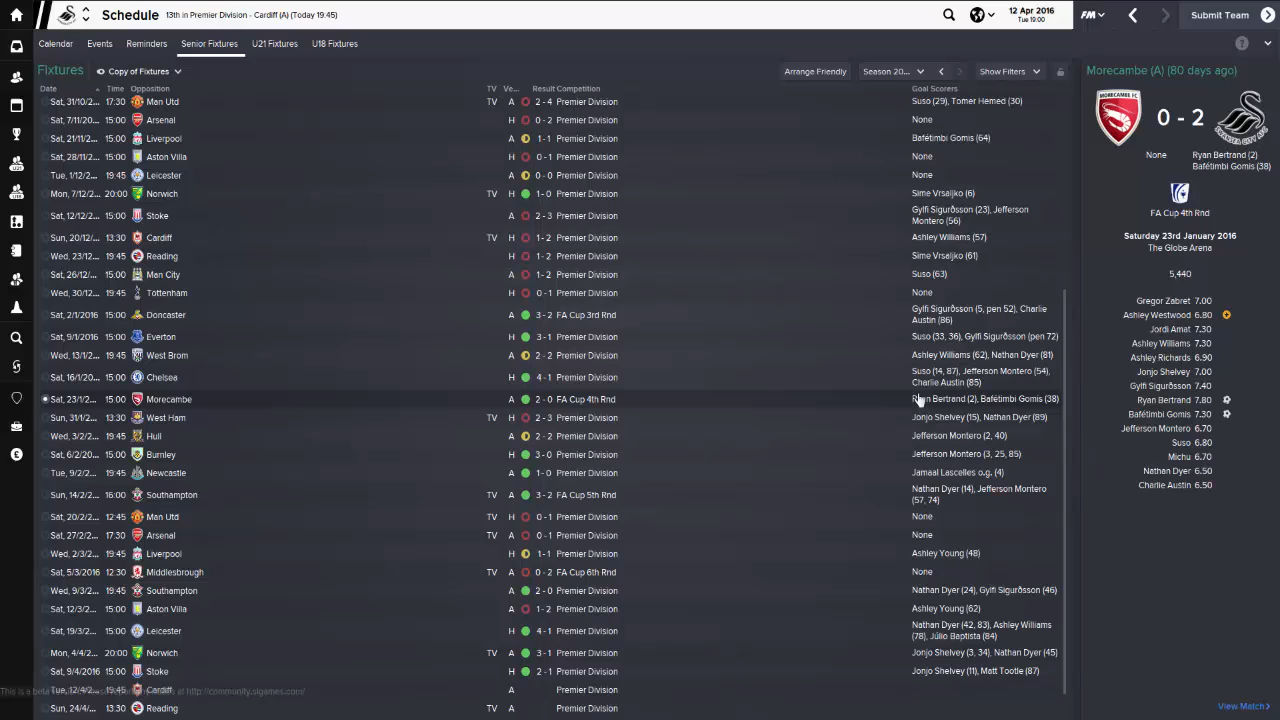 Schedule 13th in Premier Division - Cardiff (A) (Today 19:45)
12 Apr 2016
Tue 19:00
FM
Submit Team
Calendar Events Reminders Senior Fixtures U21 Fixtures U18 Fixtures
Fixtures Copy of Fixtures Arrange Friendly Season 20... Show Filters
Date Time Opposition TV Ve... Result Competition Goal Scorers
Sat, 31/10/2... 17:30 Man Utd TV A 2 - 4 Premier Division Suso (29), Tomer Hemed (30)
Sat, 7/11/20... 15:00 Arsenal H 0 - 2 Premier Division None
Sat, 21/11/2... 15:00 Liverpool A 1 - 1 Premier Division Bafétimbi Gomis (64)
Sat, 28/11/2... 15:00 Aston Villa H 0 - 1 Premier Division None
Tue, 1/12/2... 19:45 Leicester A 0 - 0 Premier Division None
Mon, 7/12/2... 20:00 Norwich TV H 1 - 0 Premier Division Sime Vrsaljko (6)
Sat, 12/12/2... 15:00 Stoke A 2 - 3 Premier Division Gylfi Sigurðsson (23), Jefferson
Montero (56)
Sun, 20/12/... 13:30 Cardiff TV H 1 - 2 Premier Division Ashley Williams (57)
Wed, 23/12... 19:45 Reading H 1 - 2 Premier Division Sime Vrsaljko (61)
Sat, 26/12/... 15:00 Man City A 1 - 2 Premier Division Suso (63)
Wed, 30/12... 19:45 Tottenham H 0 - 1 Premier Division None
Sat, 2/1/2016 15:00 Doncaster A 3 - 2 FA Cup 3rd Rnd Gylfi Sigurðsson (5, pen 52), Charlie
Austin (86)
Sat, 9/1/2016 15:00 Everton H 3 - 1 Premier Division Suso (33, 36), Gylfi Sigurðsson (pen 72)
Wed, 13/1/... 19:45 West Brom A 2 - 2 Premier Division Ashley Williams (62), Nathan Dyer (81)
Sat, 16/1/20... 15:00 Chelsea H 4 - 1 Premier Division Suso (14, 87), Jefferson Montero (54),
Charlie Austin (85)
Sat, 23/1/2... 15:00 Morecambe A 2 - 0 FA Cup 4th Rnd Ryan Bertrand (2), Bafétimbi Gomis (38)
Sun, 31/1/2... 13:30 West Ham TV H 2 - 3 Premier Division Jonjo Shelvey (15), Nathan Dyer (89)
Wed, 3/2/2... 19:45 Hull A 2 - 2 Premier Division Jefferson Montero (2, 40)
Sat, 6/2/20... 15:00 Burnley H 3 - 0 Premier Division Jefferson Montero (3, 25, 85)
Tue, 9/2/2... 19:45 Newcastle A 1 - 0 Premier Division Jamaal Lascelles o.g. (4)
Sun, 14/2/2... 16:00 Southampton TV A 3 - 2 FA Cup 5th Rnd Nathan Dyer (14), Jefferson Montero
(57, 74)
Sat, 20/2/2... 12:45 Man Utd TV H 0 - 1 Premier Division None
Sat, 27/2/2... 17:30 Arsenal TV A 0 - 1 Premier Division None
Wed, 2/3/2... 19:45 Liverpool H 1 - 1 Premier Division Ashley Young (48)
Sat, 5/3/2016 12:30 Middlesbrough TV A 0 - 2 FA Cup 6th Rnd None
Wed, 9/3/2... 19:45 Southampton A 2 - 0 Premier Division Nathan Dyer (24), Gylfi Sigurðsson (46)
Sat, 12/3/2... 15:00 Aston Villa A 1 - 2 Premier Division Ashley Young (62)
Sat, 19/3/2... 15:00 Leicester H 4 - 1 Premier Division Nathan Dyer (42, 83), Ashley Williams
(78), Júlio Baptista (84)
Mon, 4/4/2... 20:00 Norwich TV A 3 - 1 Premier Division Jonjo Shelvey (3, 34), Nathan Dyer (45)
Sat, 9/4/2016 15:00 Stoke H 2 - 1 Premier Division Jonjo Shelvey (11), Matt Tootle (87)
Tue, 12/4/2... 19:45 Cardiff A Premier Division
This is a beta at http://community.sigames.com/
Sun, 24/4/... 13:30 Reading TV A Premier Division
Morecambe (A) (80 days ago)
MORECAMBE FC
0 - 2
None Ryan Bertrand (2)
Bafétimbi Gomis (38)
FA Cup 4th Rnd
Saturday 23rd January 2016
The Globe Arena
5,440
Gregor Zabret 7.00
Ashley Westwood 6.80
Jordi Amat 7.30
Ashley Williams 7.30
Ashley Richards 6.90
Jonjo Shelvey 7.00
Gylfi Sigurðsson 7.40
Ryan Bertrand 7.80
Bafétimbi Gomis 7.30
Jefferson Montero 6.70
Suso 6.80
Michu 6.70
Nathan Dyer 6.50
Charlie Austin 6.50
View Match >